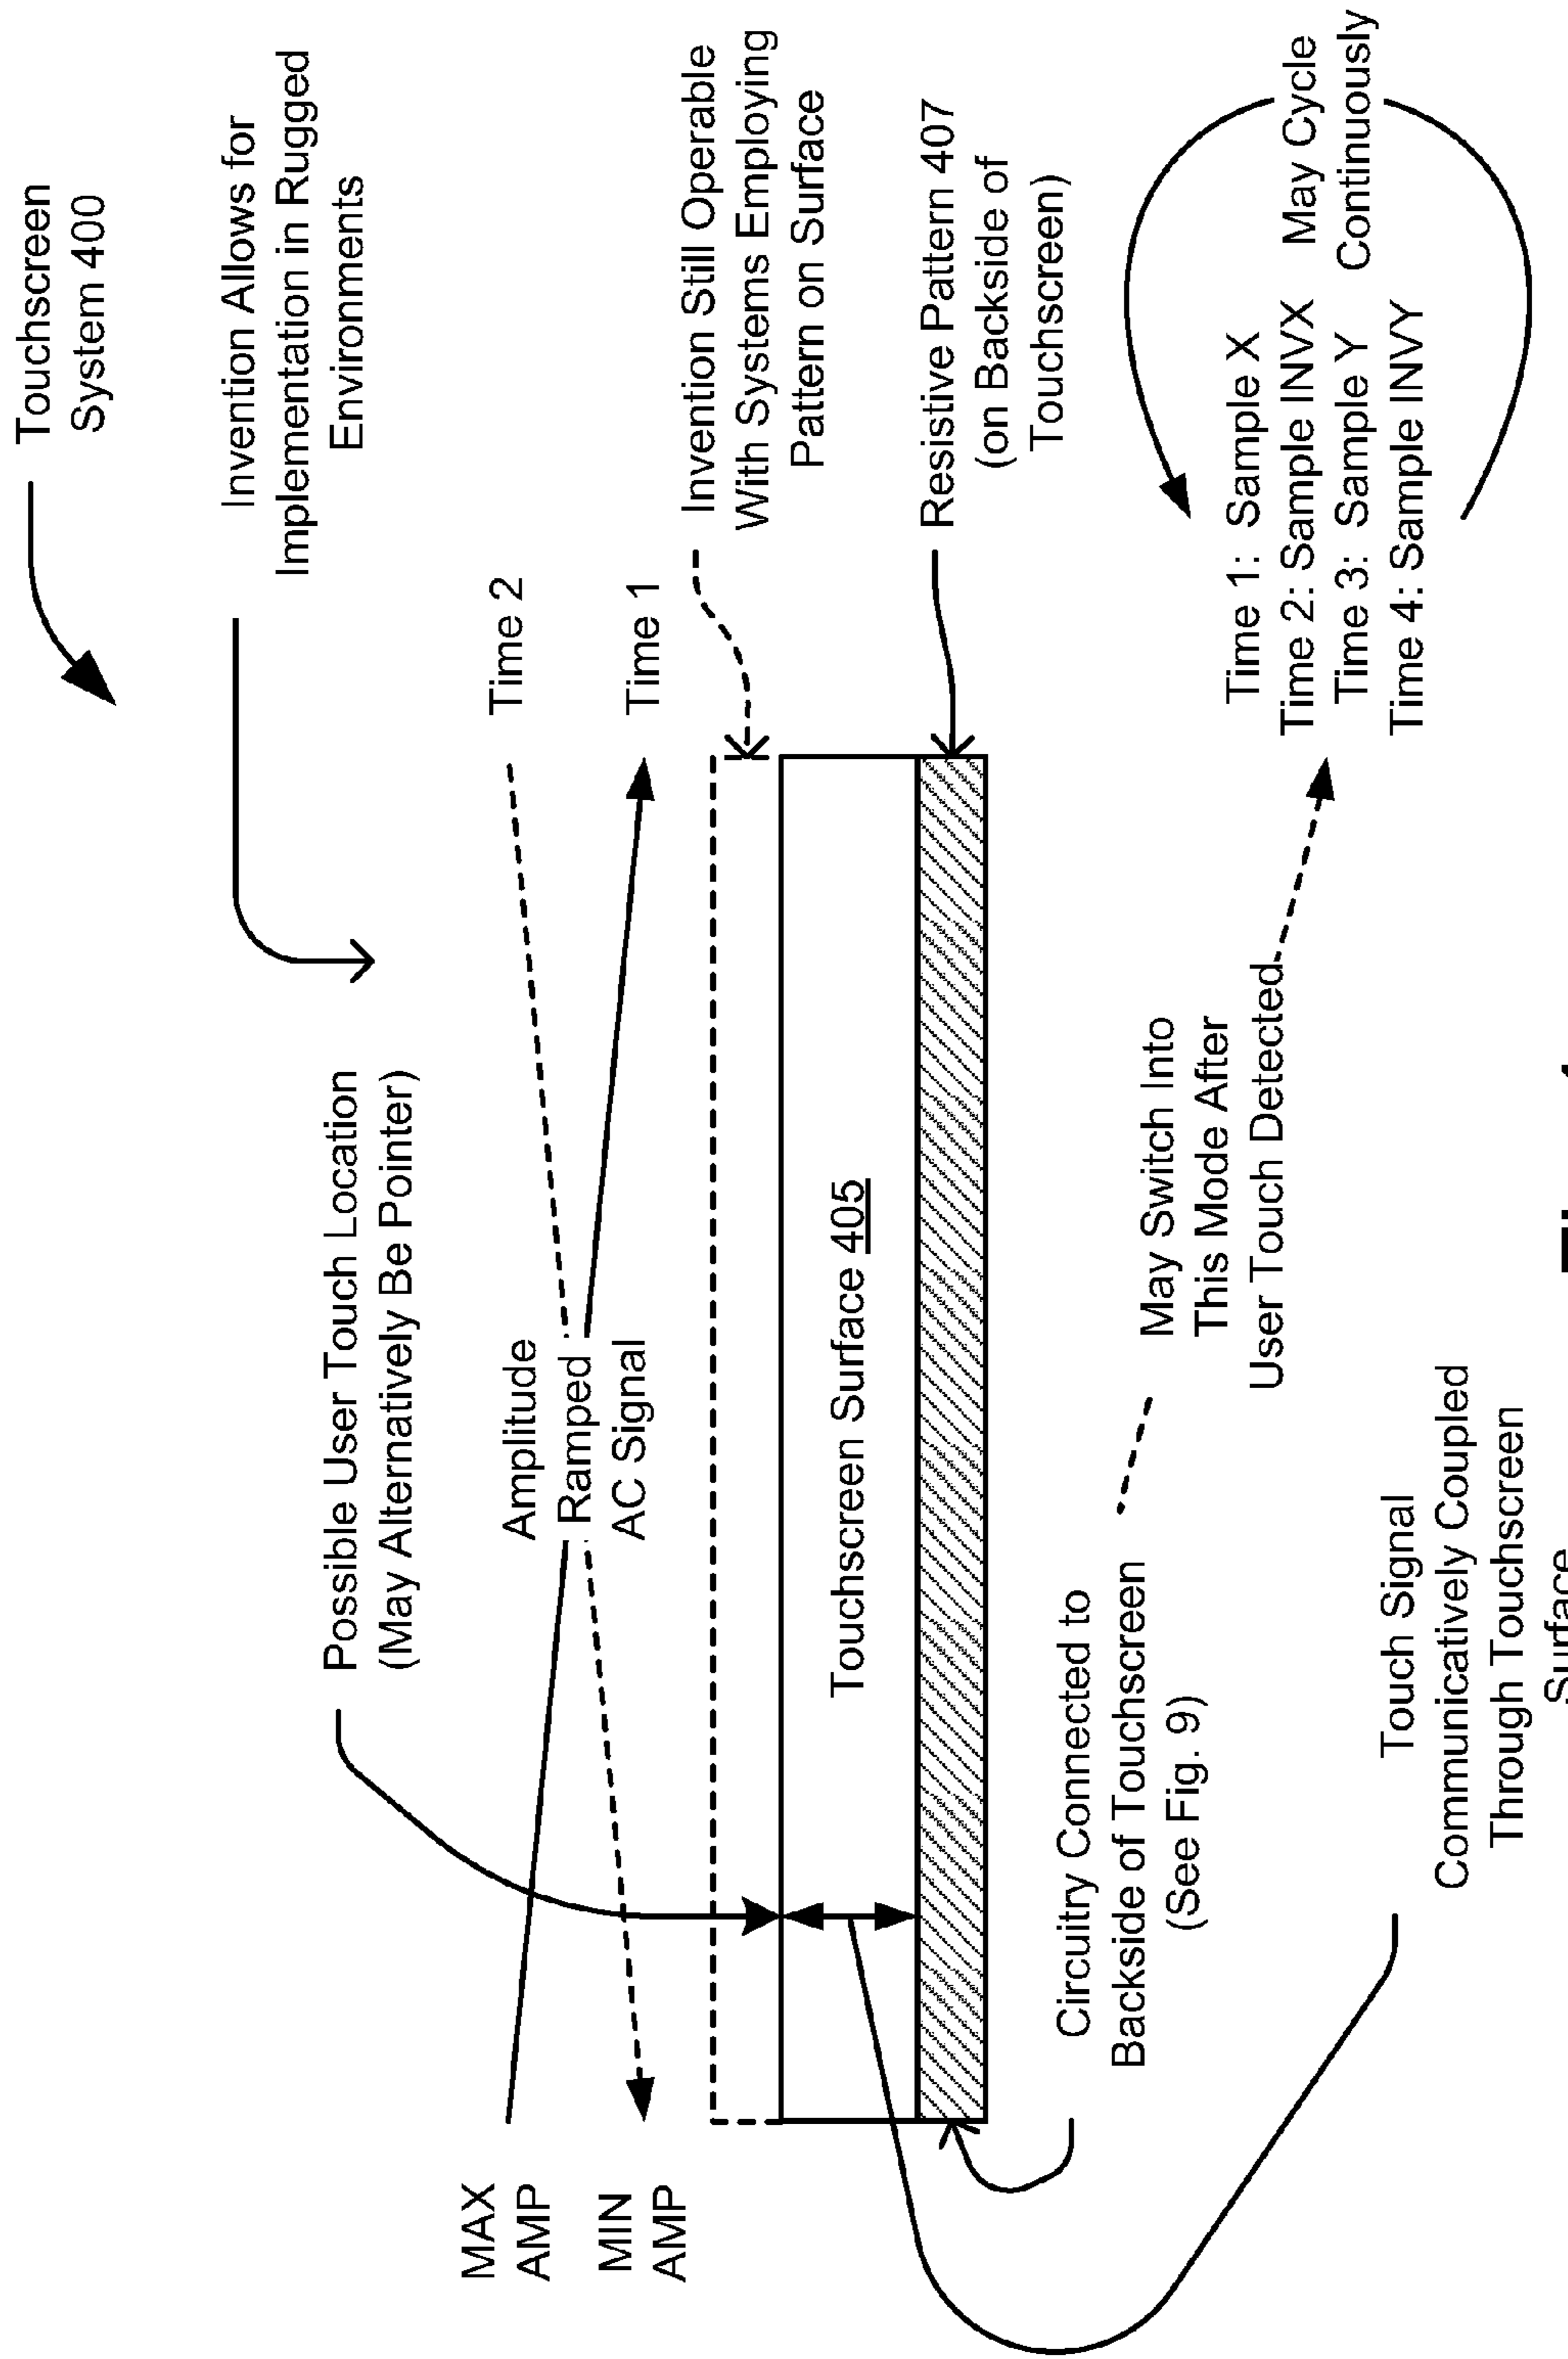 Touchscreen
System 400
Invention Allows for
Implementation in Rugged
Environments
Possible User Touch Location
(May Alternatively Be Pointer)
MAX
AMP
MIN
AMP
Amplitude
Ramped
AC Signal
Time 2
Time 1
Invention Still Operable
With Systems Employing
Pattern on Surface
Touchscreen Surface 405
Resistive Pattern 407
(on Backside of
Touchscreen)
Circuitry Connected to
Backside of Touchscreen
(See Fig. 9)
May Switch Into
This Mode After
User Touch Detected
Time 1: Sample X
Time 2: Sample INVX
Time 3: Sample Y
Time 4: Sample INVY
May Cycle
Continuously
Touch Signal
Communicatively Coupled
Through Touchscreen
Surface